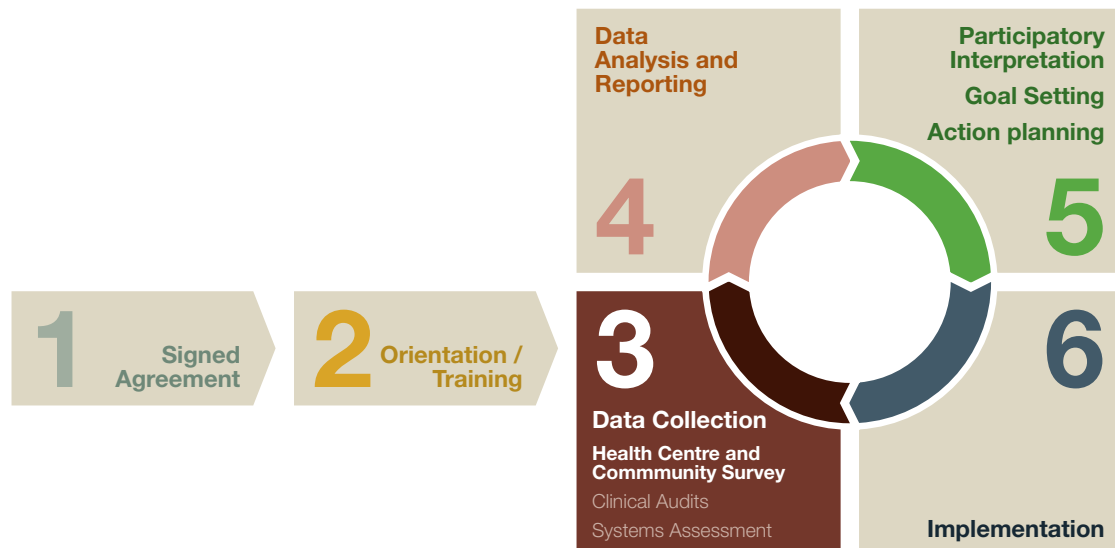 1
Signed
Agreement
2
Orientation /
Training
3
Data Collection
Health Centre and
Commmunity Survey
Clinical Audits
Systems Assessment
4
Data
Analysis and
Reporting
Participatory
Interpretation
Goal Setting
Action planning
5
6
Implementation